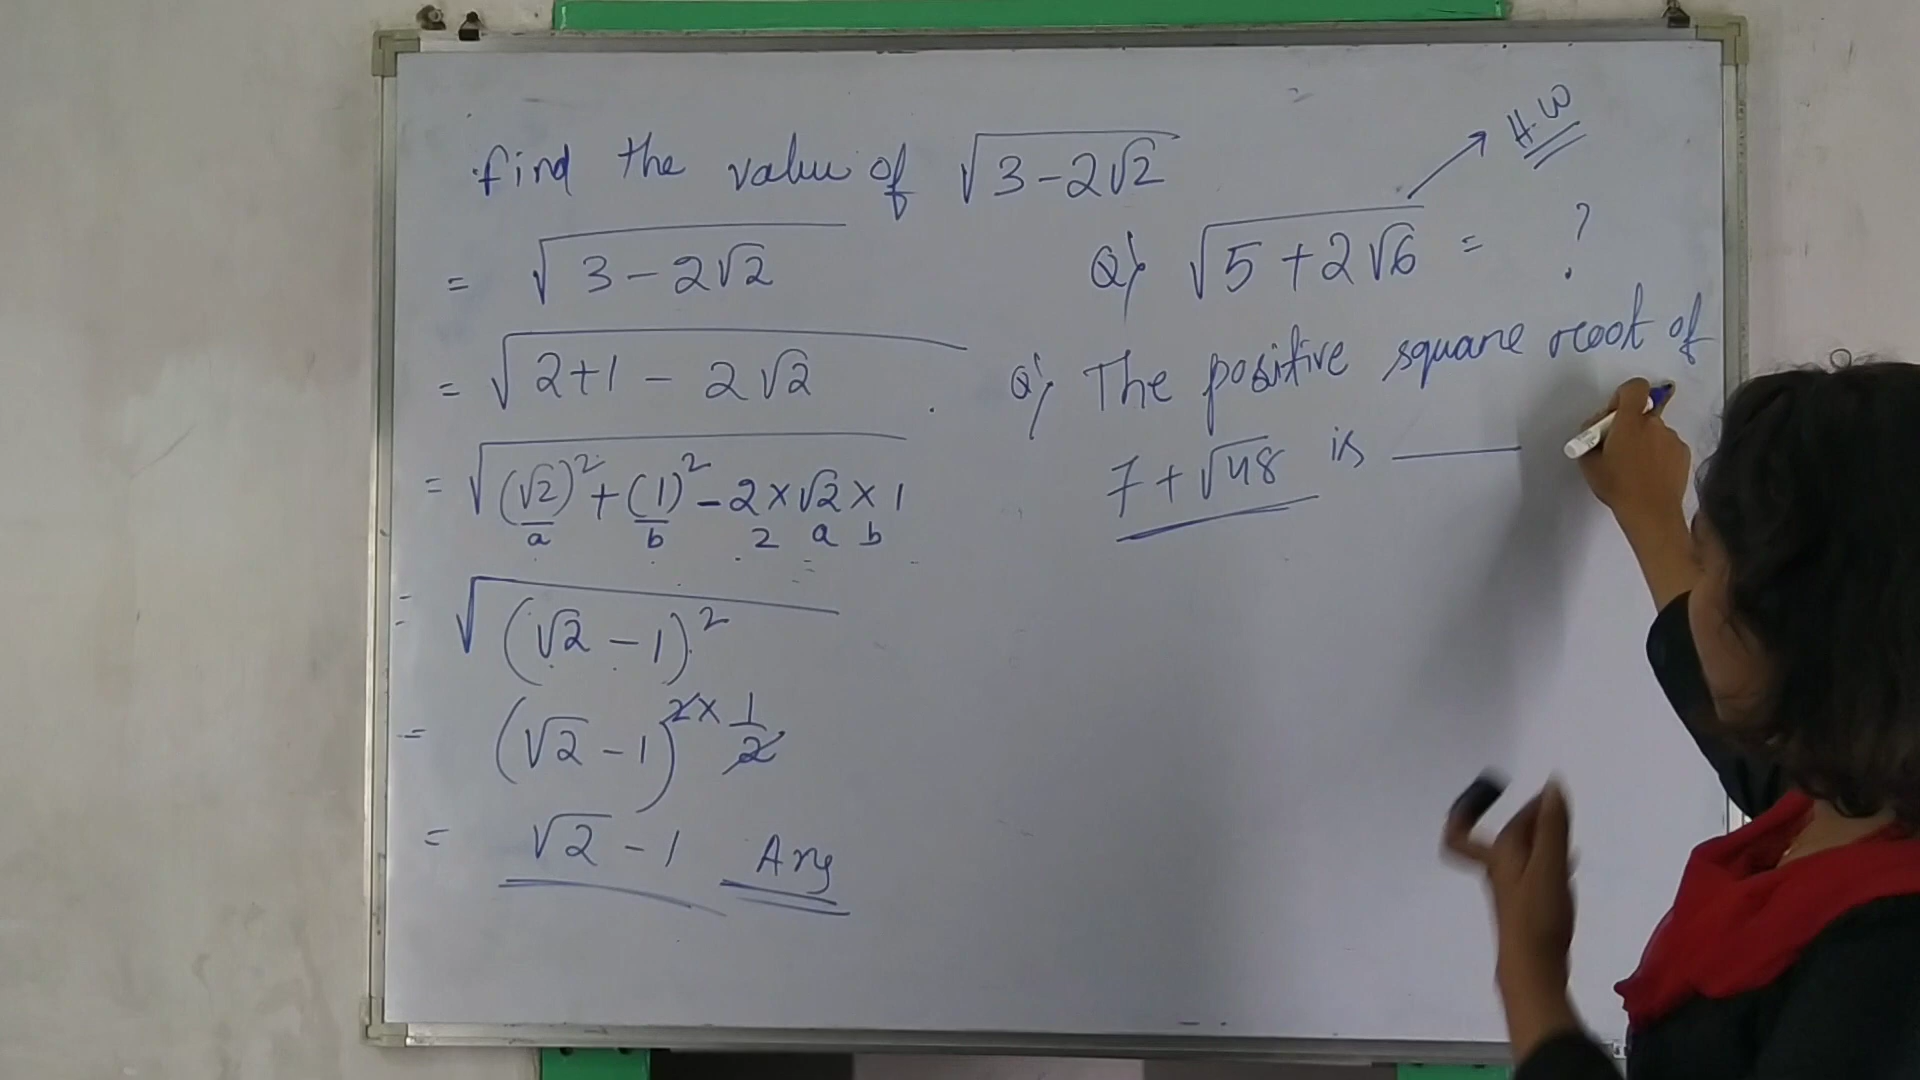 find the value of √(3-2√2)
= √(3-2√2)
= √(2+1 - 2√2)
= √((√2)² + (1)² - 2×√2×1)
a b 2 a b
= √((√2 - 1)²)
= (√2 - 1)^(2×1/2)
= √2 - 1 Ans
H.W
Q) √(5+2√6) = ?
Q) The positive square root of
7+√48 is ____